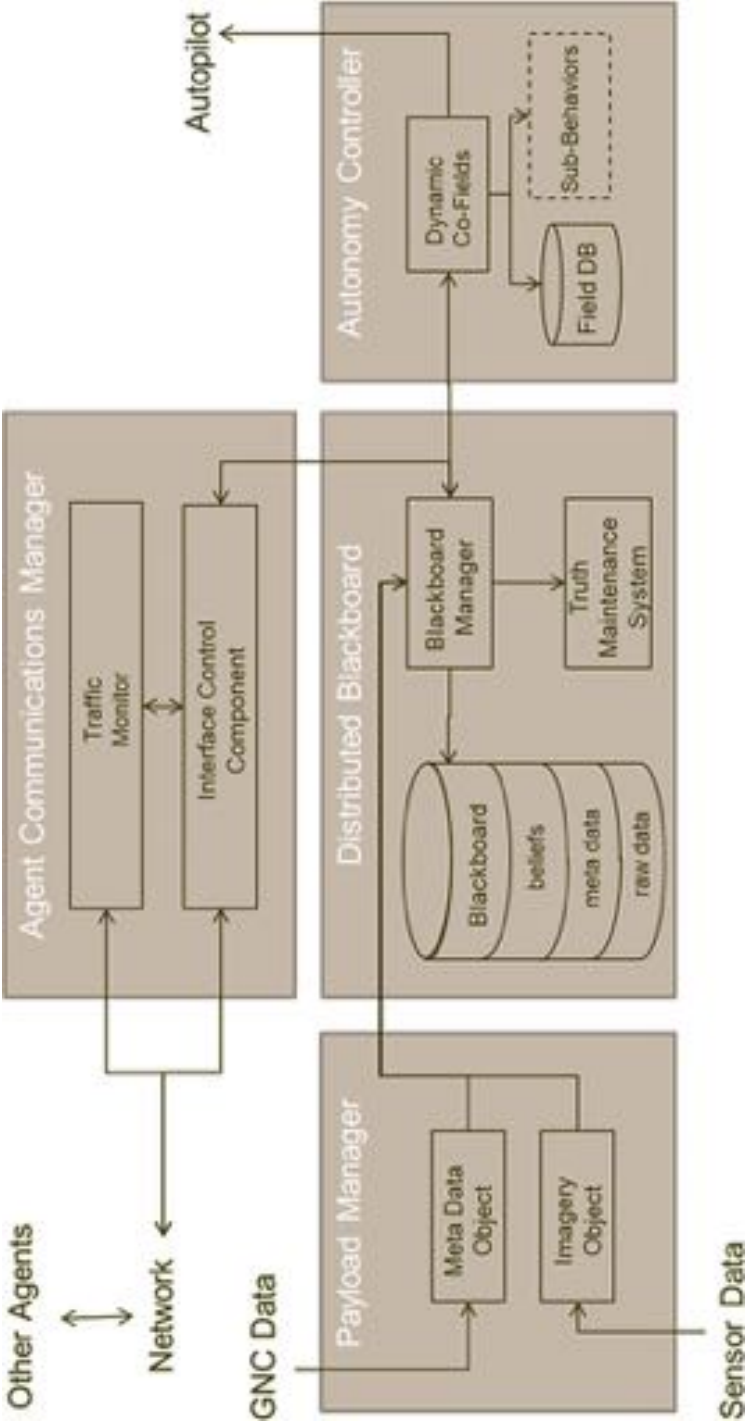 Other Agents
Network
GNC Data
Sensor Data
Agent Communications Manager
Traffic
Monitor
Interface Control
Component
Payload Manager
Meta Data
Object
Imagery
Object
Distributed Blackboard
Blackboard
beliefs
meta data
raw data
Blackboard
Manager
Truth
Maintenance
System
Autopilot
Autonomy Controller
Dynamic
Co-Fields
Field DB
Sub-Behaviors